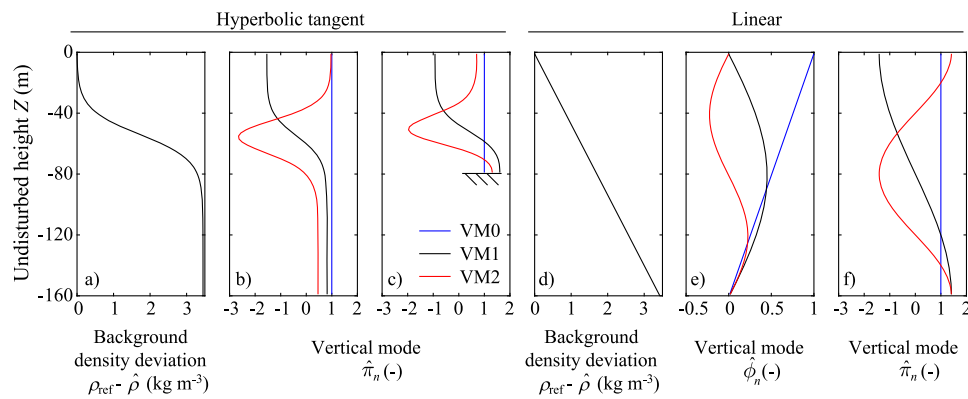 Hyperbolic tangent
Linear
Undisturbed height Z (m)
0
-40
-80
-120
-160
a)
0 1 2 3
Background
density deviation
ρref - ρ̂ (kg m-3)
b)
-3 -2 -1 0 1 2
c)
-3 -2 -1 0 1 2
VM0
VM1
VM2
Vertical mode
π̂n (-)
d)
0 1 2 3
Background
density deviation
ρref - ρ̂ (kg m-3)
e)
-0.5 0 0.5 1
Vertical mode
ϕ̂n (-)
f)
-3 -2 -1 0 1 2
Vertical mode
π̂n (-)